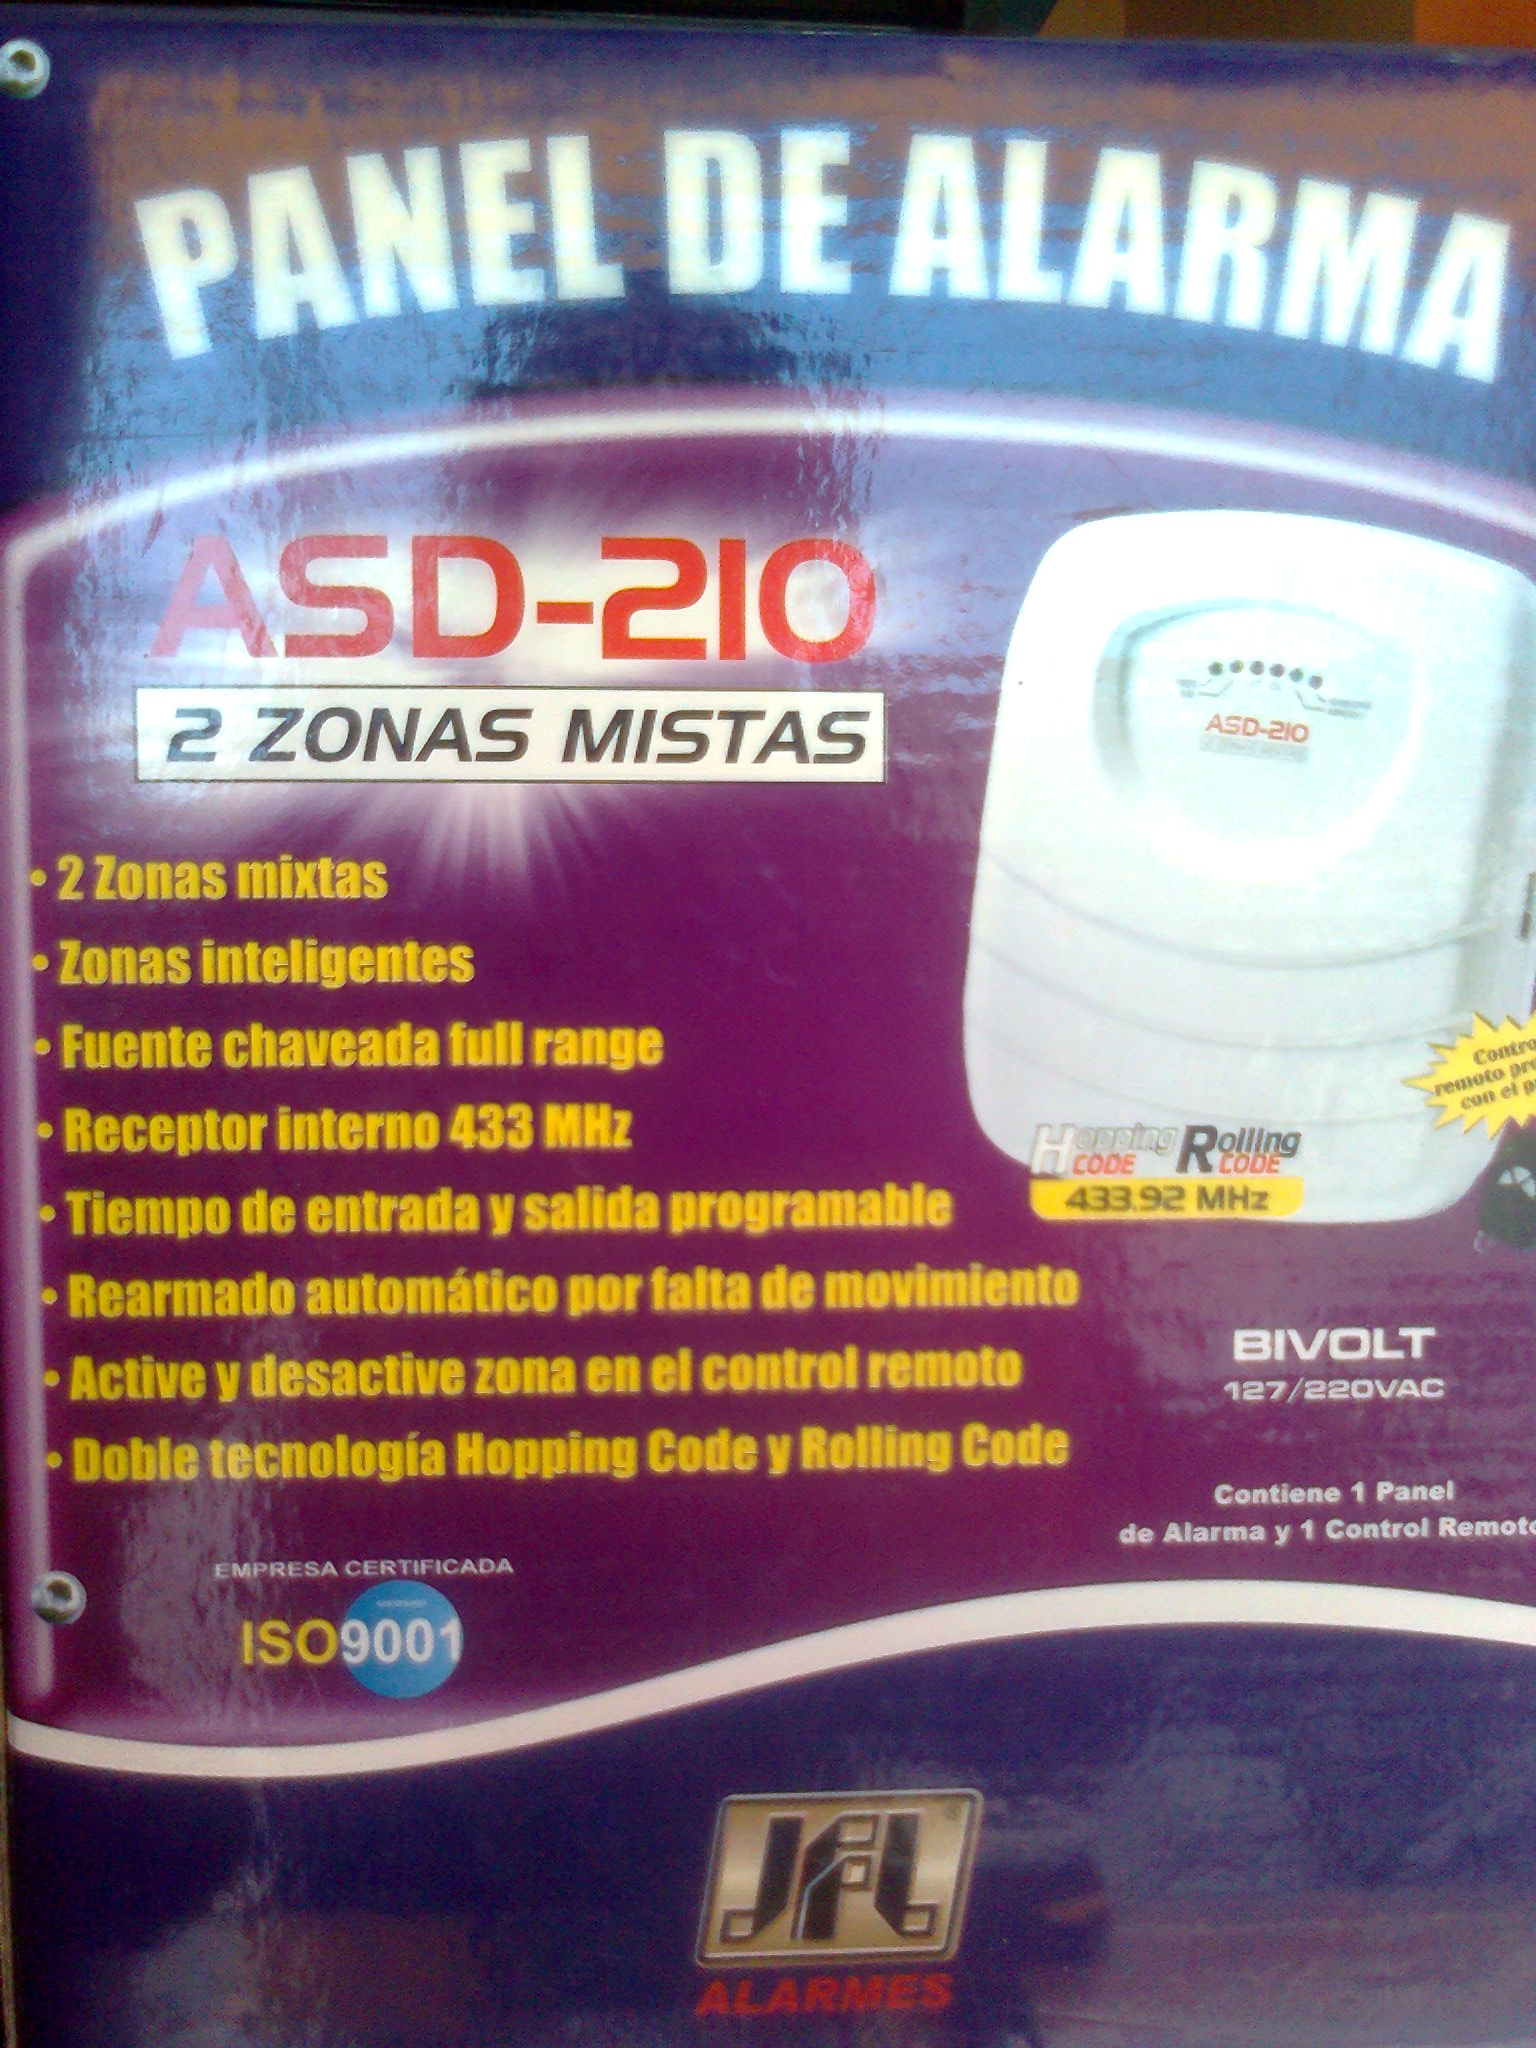 PANEL DE ALARMA
ASD-210
2 ZONAS MISTAS
ASD-210
• 2 Zonas mixtas
• Zonas inteligentes
• Fuente chaveada full range
• Receptor interno 433 MHz
• Tiempo de entrada y salida programable
• Rearmado automático por falta de movimiento
• Active y desactive zona en el control remoto
• Doble tecnología Hopping Code y Rolling Code
remoto
con el
Hopping CODE Rolling CODE
433.92 MHz
BIVOLT
127/220VAC
Contiene 1 Panel
de Alarma y 1 Control Remoto
EMPRESA CERTIFICADA
ISO9001
JFL
ALARMES